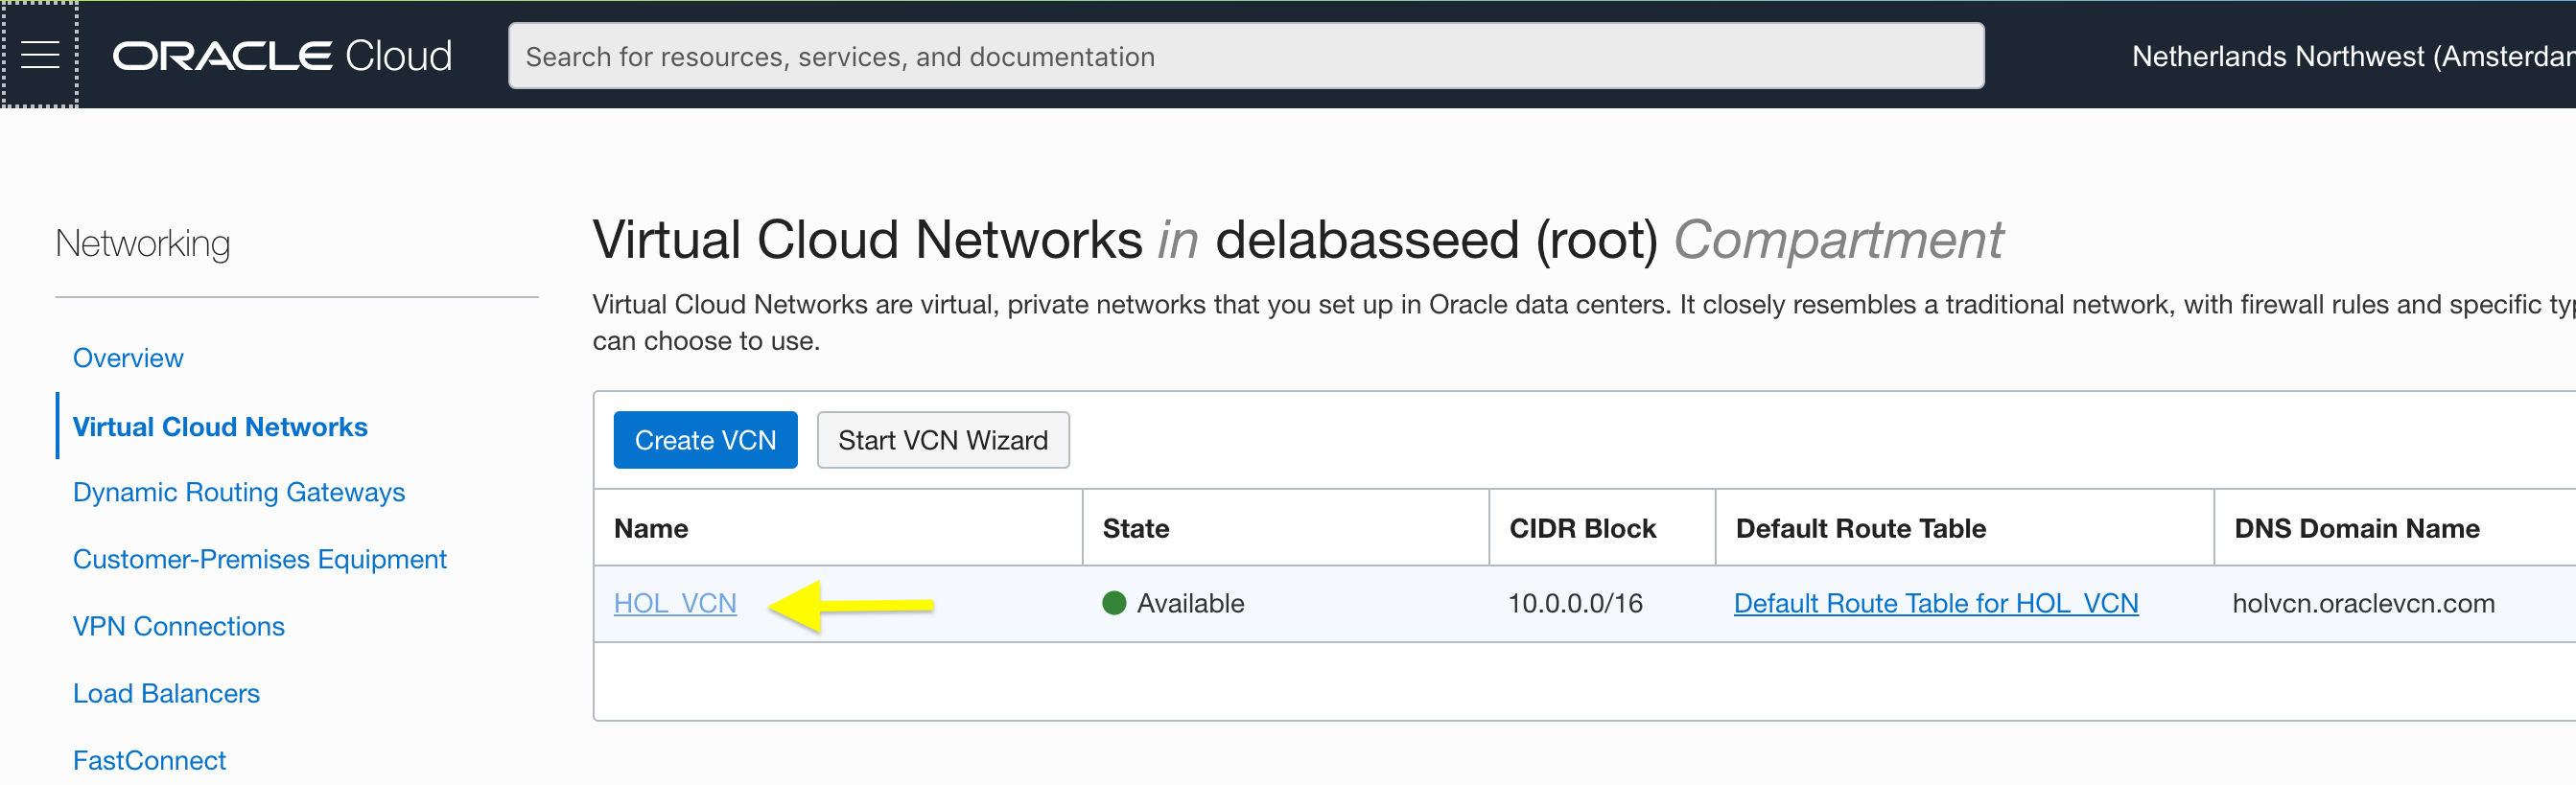 ORACLE Cloud
Search for resources, services, and documentation
Netherlands Northwest (Amsterdam
Networking
Overview
Virtual Cloud Networks
Dynamic Routing Gateways
Customer-Premises Equipment
VPN Connections
Load Balancers
FastConnect
Virtual Cloud Networks in delabasseed (root) Compartment
Virtual Cloud Networks are virtual, private networks that you set up in Oracle data centers. It closely resembles a traditional network, with firewall rules and specific ty
can choose to use.
Create VCN Start VCN Wizard
Name State CIDR Block Default Route Table DNS Domain Name
HOL_VCN Available 10.0.0.0/16 Default Route Table for HOL_VCN holvcn.oraclevcn.com